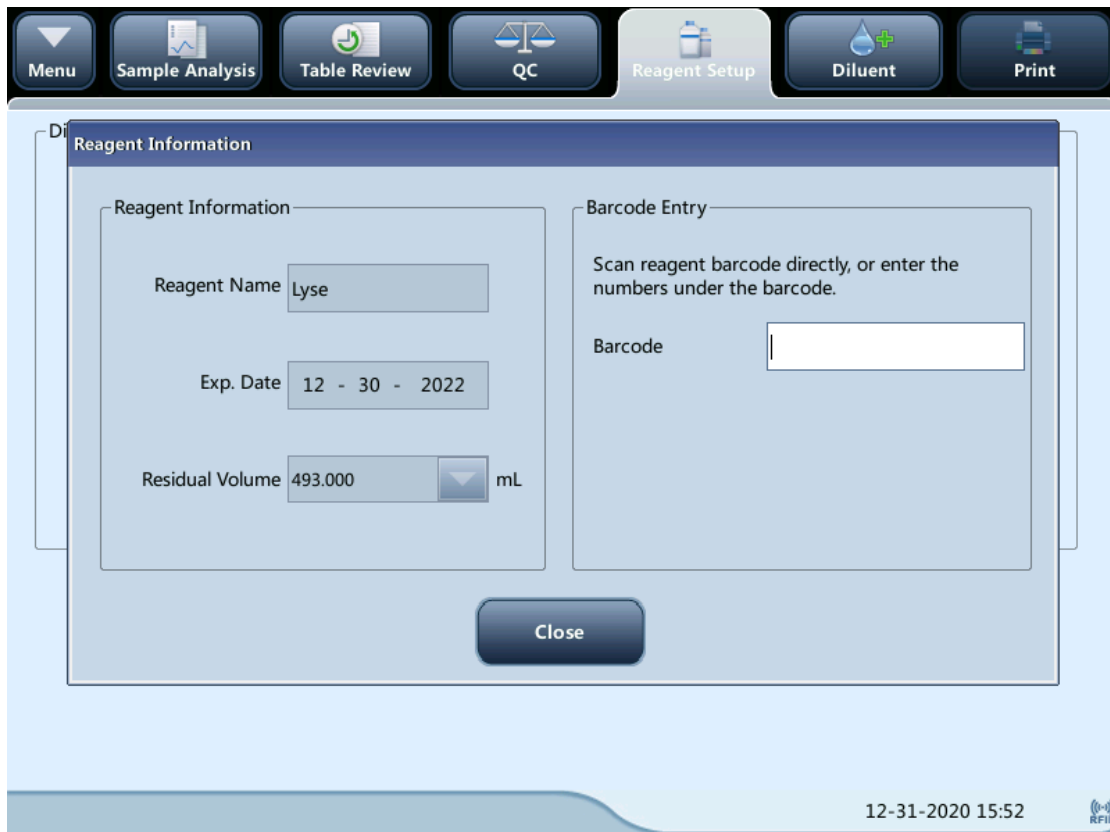 Menu
Sample Analysis
Table Review
QC
Reagent Setup
Diluent
Print
Di
Reagent Information
Reagent Information
Reagent Name Lyse
Exp. Date 12 - 30 - 2022
Residual Volume 493.000 mL
Barcode Entry
Scan reagent barcode directly, or enter the
numbers under the barcode.
Barcode
Close
12-31-2020 15:52